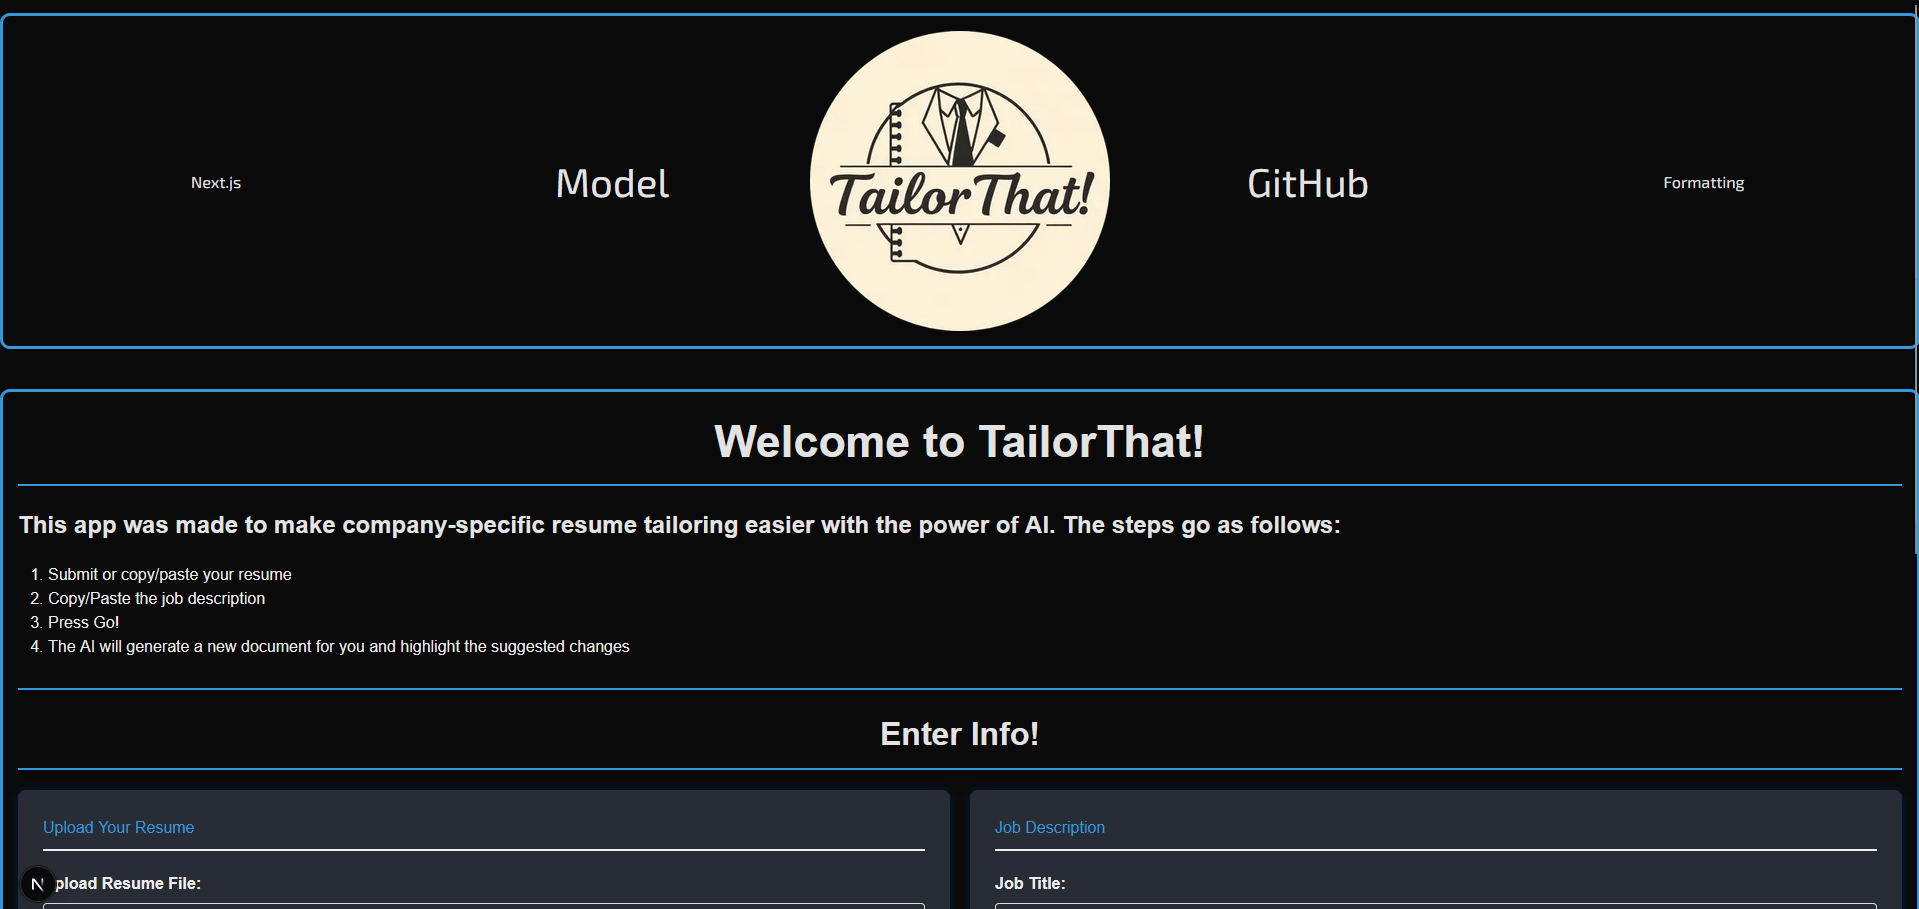 Next.js
Model
TailorThat!
GitHub
Formatting
Welcome to TailorThat!
This app was made to make company-specific resume tailoring easier with the power of AI. The steps go as follows:
1. Submit or copy/paste your resume
2. Copy/Paste the job description
3. Press Go!
4. The AI will generate a new document for you and highlight the suggested changes
Enter Info!
Upload Your Resume
Job Description
N
pload Resume File:
Job Title: